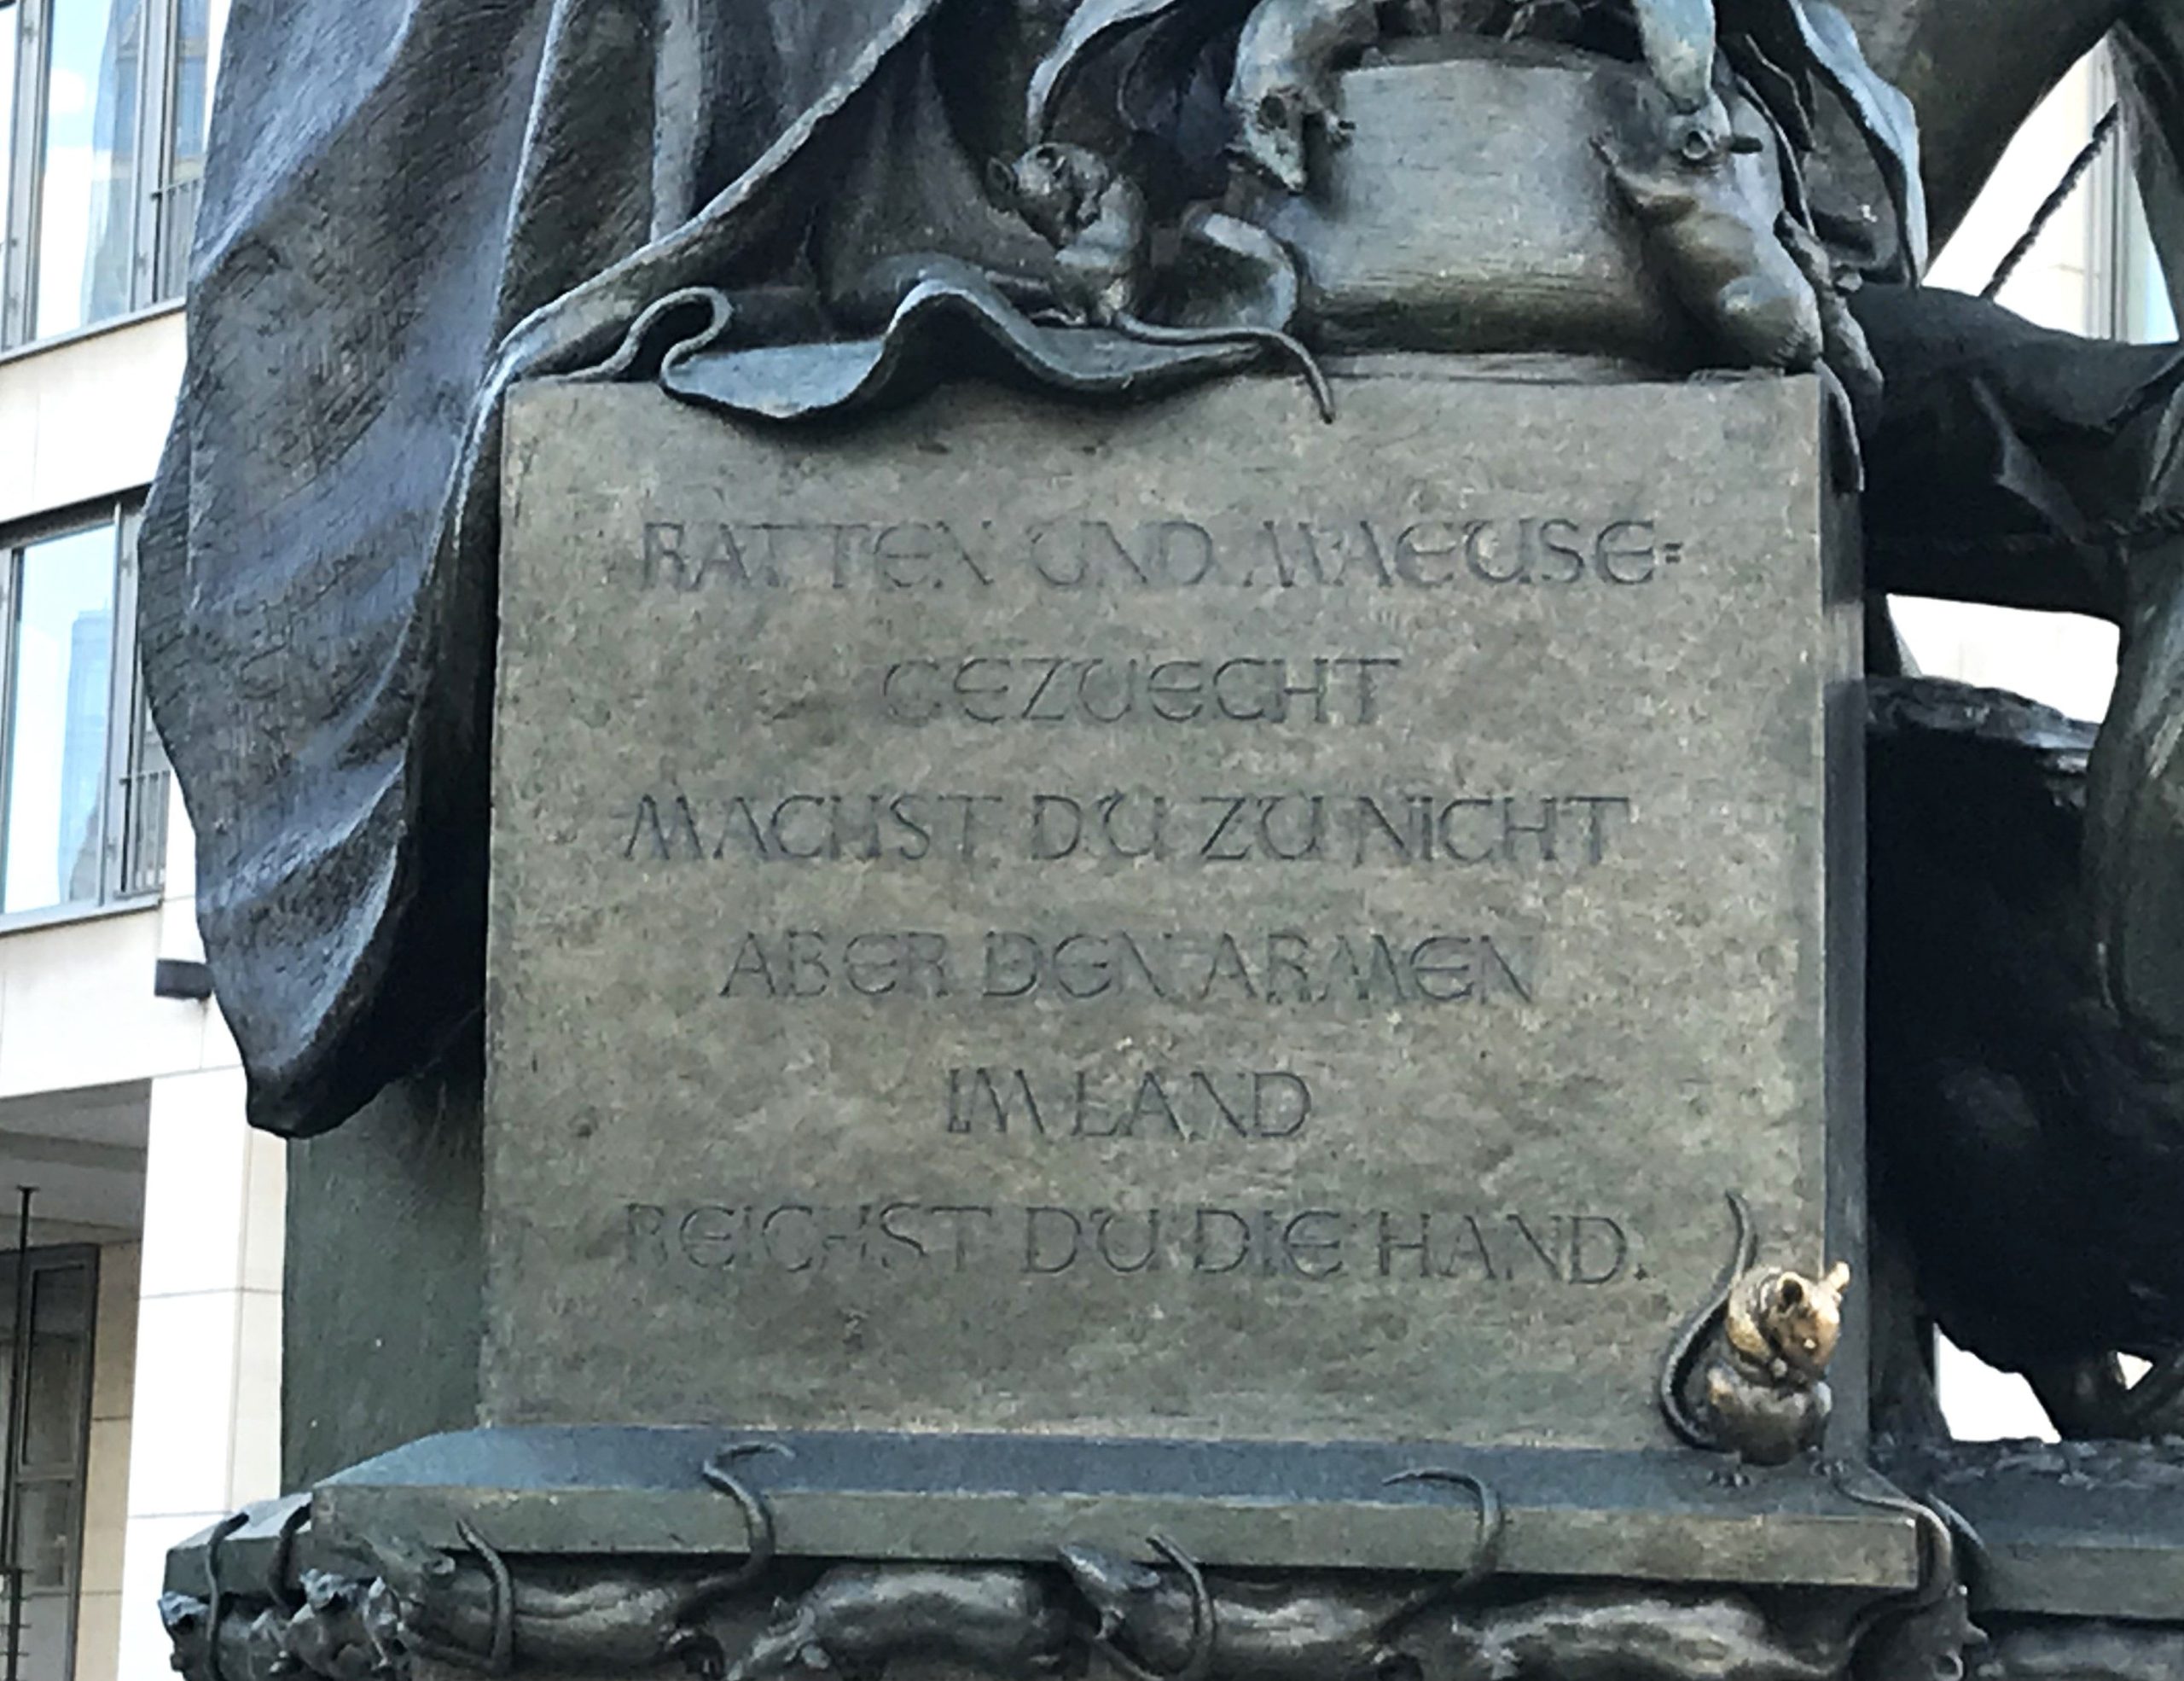 RATTEN UND MAEUSE=
GEZUECHT
MACHST DU ZU NICHT
ABER DEN ARMEN
IM LAND
REICHST DU DIE HAND.